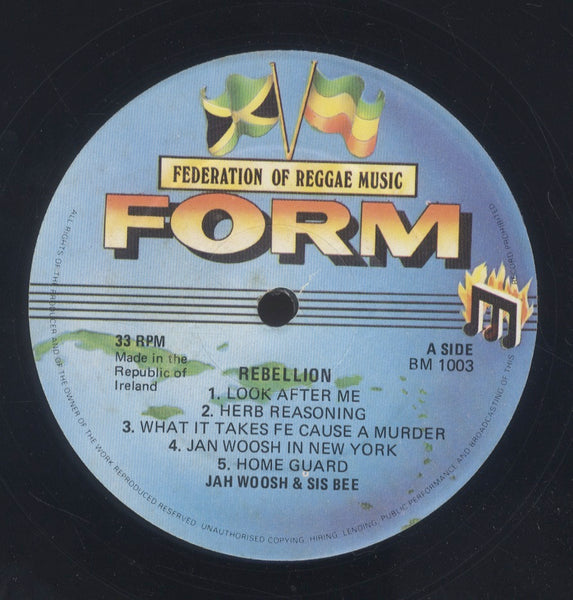 FEDERATION OF REGGAE MUSIC
FORM
33 RPM
Made in the
Republic of
Ireland
A SIDE
BM 1003
REBELLION
1. LOOK AFTER ME
2. HERB REASONING
3. WHAT IT TAKES FE CAUSE A MURDER
4. JAN WOOSH IN NEW YORK
5. HOME GUARD
JAH WOOSH & SIS BEE
ALL RIGHTS OF THE PRODUCER AND OF THE OWNER OF THE WORK REPRODUCED RESERVED. UNAUTHORISED COPYING, HIRING, LENDING, PUBLIC PERFORMANCE AND BROADCASTING OF THIS RECORD PROHIBITED